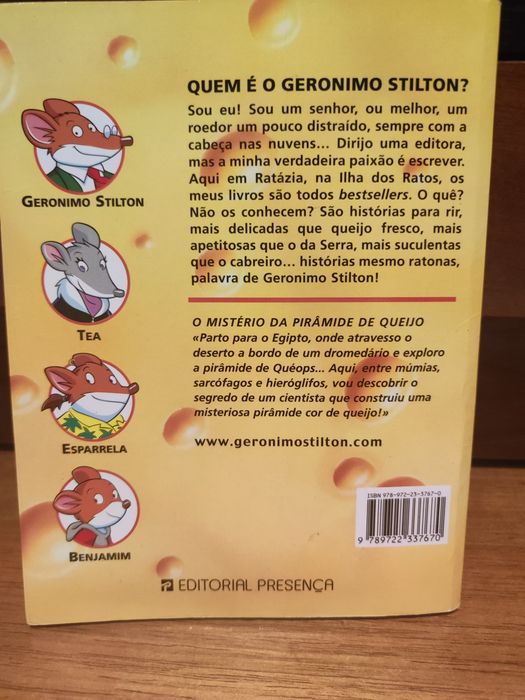 QUEM É O GERONIMO STILTON?
Sou eu! Sou um senhor, ou melhor, um
roedor um pouco distraído, sempre com a
cabeça nas nuvens... Dirijo uma editora,
mas a minha verdadeira paixão é escrever.
Aqui em Ratázia, na Ilha dos Ratos, os
meus livros são todos bestsellers. O quê?
Não os conhecem? São histórias para rir,
mais delicadas que queijo fresco, mais
apetitosas que o da Serra, mais suculentas
que o cabreiro... histórias mesmo ratonas,
palavra de Geronimo Stilton!
GERONIMO STILTON
TEA
ESPARRELA
BENJAMIM
O MISTÉRIO DA PIRÂMIDE DE QUEIJO
«Parto para o Egipto, onde atravesso o
deserto a bordo de um dromedário e exploro
a pirâmide de Quéops... Aqui, entre múmias,
sarcófagos e hieróglifos, vou descobrir o
segredo de um cientista que construiu uma
misteriosa pirâmide cor de queijo!»
www.geronimostilton.com
ISBN 978-972-23-3767-0
9 789722 337670
EDITORIAL PRESENÇA